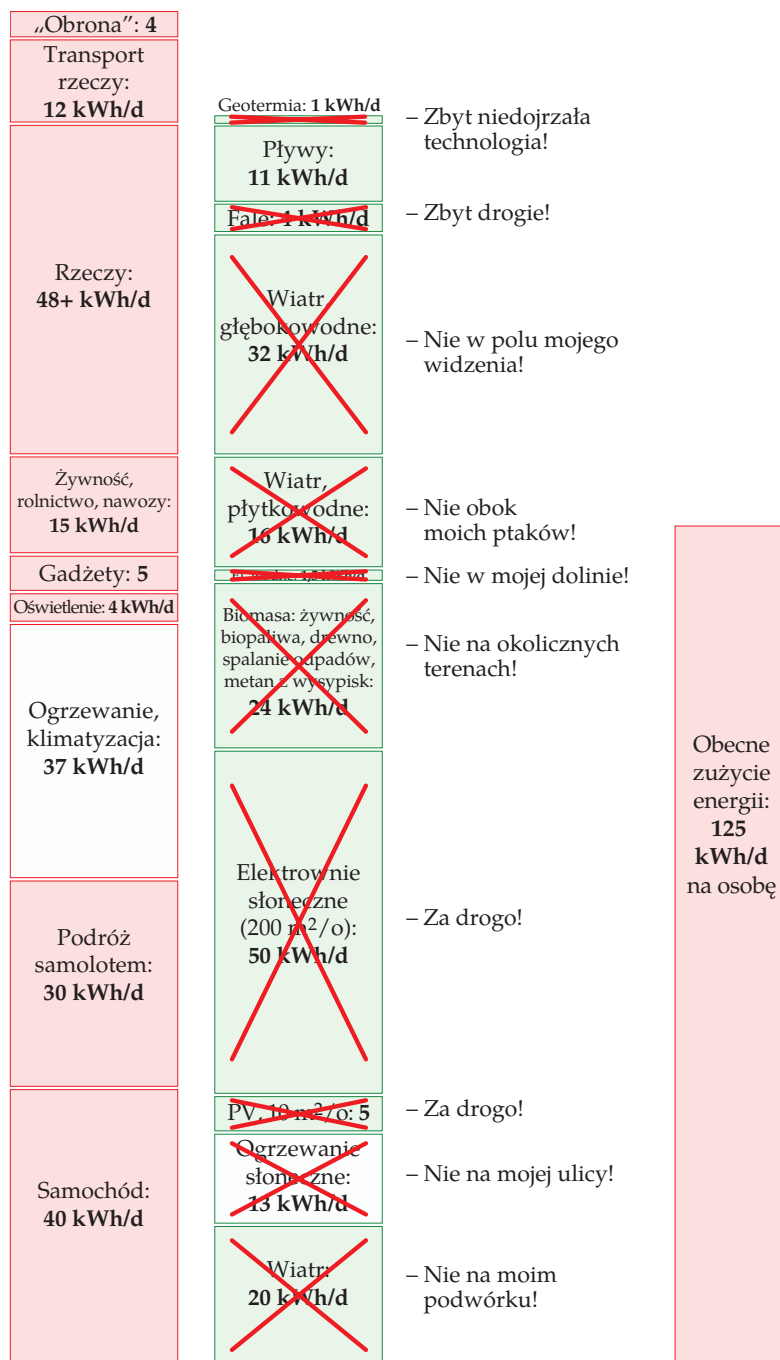 „Obrona”: 4
Transport
rzeczy:
12 kWh/d
Rzeczy:
48+ kWh/d
Żywność,
rolnictwo, nawozy:
15 kWh/d
Gadżety: 5
Oświetlenie: 4 kWh/d
Ogrzewanie,
klimatyzacja:
37 kWh/d
Podróż
samolotem:
30 kWh/d
Samochód:
40 kWh/d
Geotermia: 1 kWh/d
Pływy:
11 kWh/d
Fale: 4 kWh/d
Wiatr,
głębokowodne:
32 kWh/d
Wiatr,
płytkowodne:
16 kWh/d
Biomasa: żywność,
biopaliwa, drewno,
spalanie odpadów,
metan z wysypisk:
24 kWh/d
Elektrownie
słoneczne
(200 m²/o):
50 kWh/d
PV, 10 m²/o: 5
Ogrzewanie
słoneczne:
13 kWh/d
Wiatr:
20 kWh/d
– Zbyt niedojrzała
technologia!
– Zbyt drogie!
– Nie w polu mojego
widzenia!
– Nie obok
moich ptaków!
– Nie w mojej dolinie!
– Nie na okolicznych
terenach!
– Za drogo!
– Za drogo!
– Nie na mojej ulicy!
– Nie na moim
podwórku!
Obecne
zużycie
energii:
125
kWh/d
na osobę